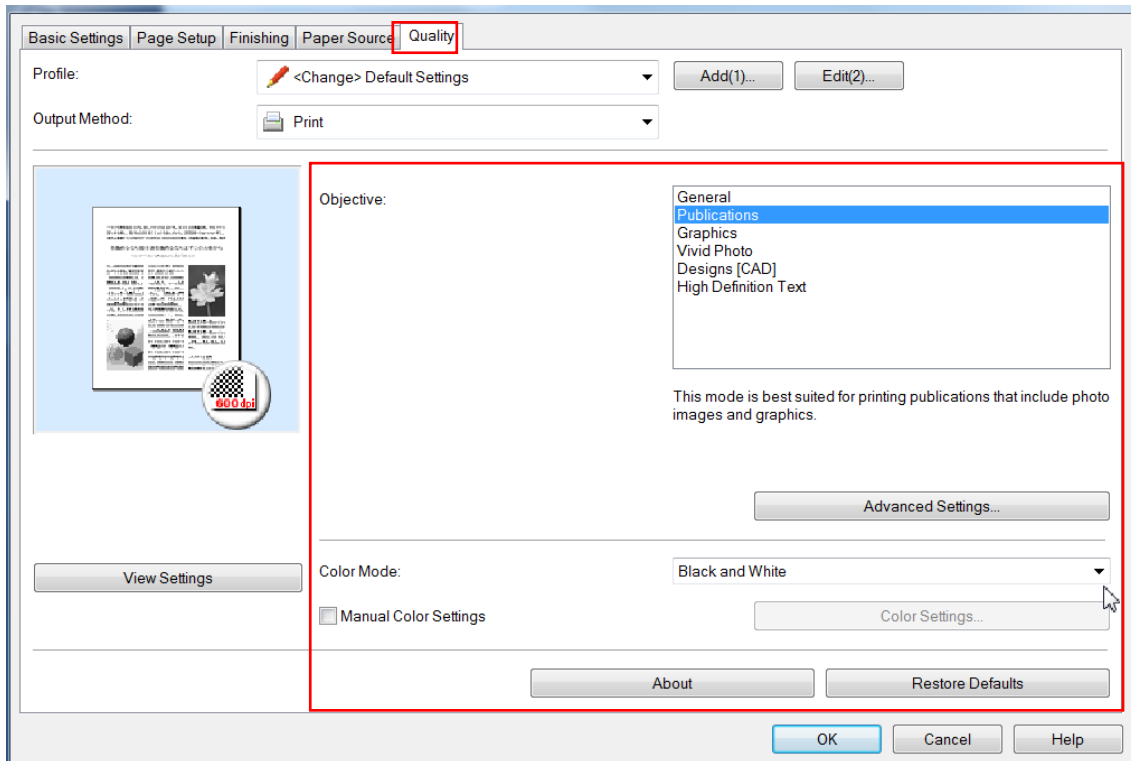 Basic Settings Page Setup Finishing Paper Source Quality
Profile: <Change> Default Settings Add(1)... Edit(2)...
Output Method: Print
Objective:
General
Publications
Graphics
Vivid Photo
Designs [CAD]
High Definition Text
600 dpi
This mode is best suited for printing publications that include photo
images and graphics.
Advanced Settings...
View Settings
Color Mode: Black and White
Manual Color Settings Color Settings...
About Restore Defaults
OK Cancel Help